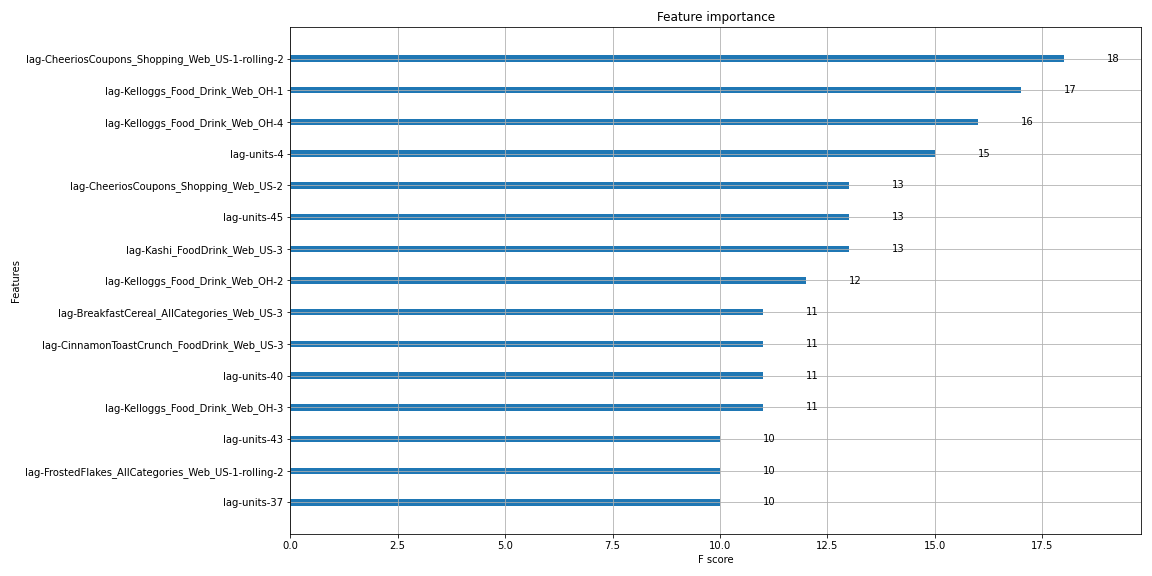 Feature importance
lag-CheeriosCoupons_Shopping_Web_US-1-rolling-2 18
lag-Kelloggs_Food_Drink_Web_OH-1 17
lag-Kelloggs_Food_Drink_Web_OH-4 16
lag-units-4 15
lag-CheeriosCoupons_Shopping_Web_US-2 13
lag-units-45 13
lag-Kashi_FoodDrink_Web_US-3 13
lag-Kelloggs_Food_Drink_Web_OH-2 12
lag-BreakfastCereal_AllCategories_Web_US-3 11
lag-CinnamonToastCrunch_FoodDrink_Web_US-3 11
lag-units-40 11
lag-Kelloggs_Food_Drink_Web_OH-3 11
lag-units-43 10
lag-FrostedFlakes_AllCategories_Web_US-1-rolling-2 10
lag-units-37 10
Features
0.0 2.5 5.0 7.5 10.0 12.5 15.0 17.5
F score